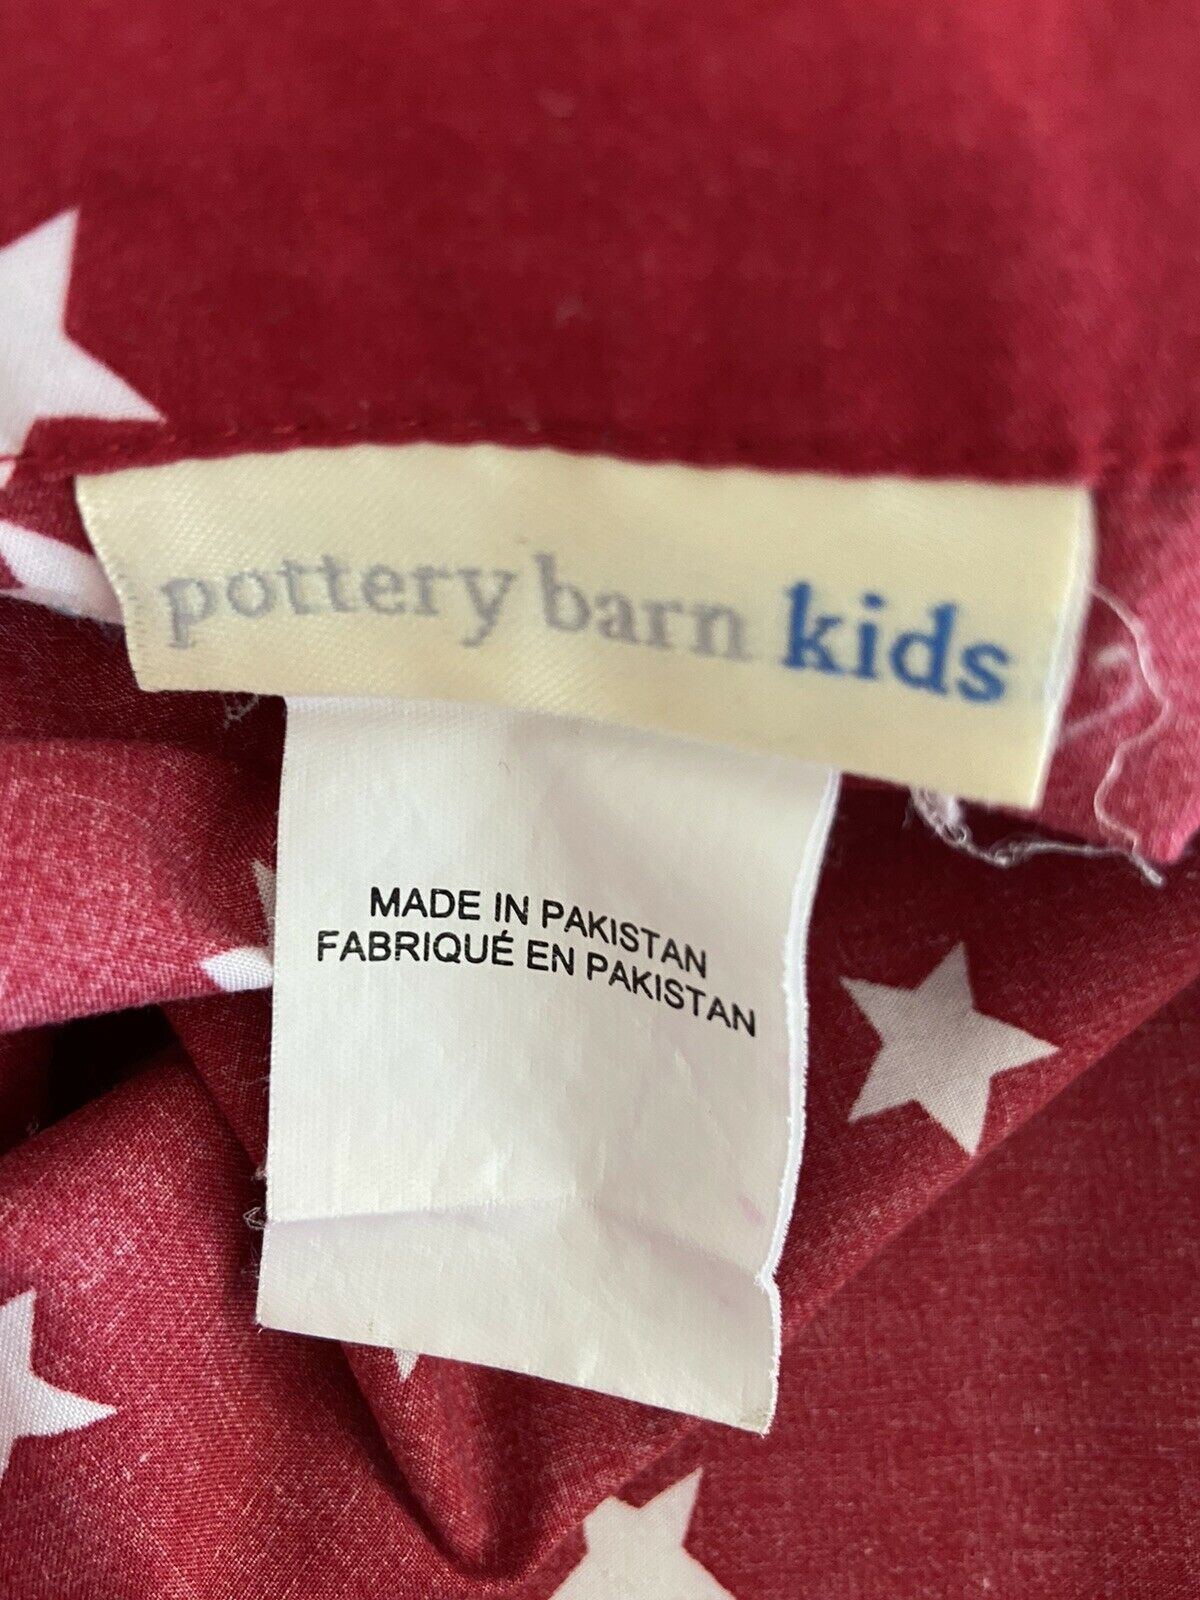 pottery barn kids
MADE IN PAKISTAN
FABRIQUÉ EN PAKISTAN